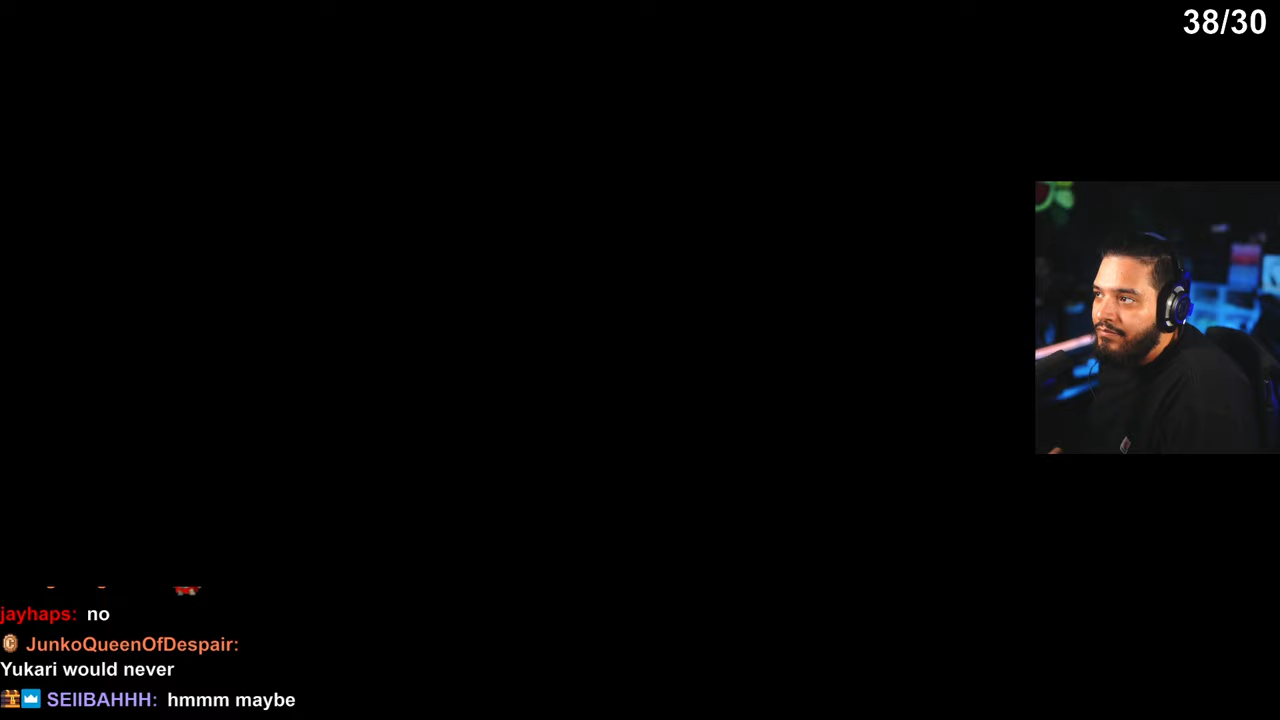 38/30
jayhaps: no
JunkoQueenOfDespair:
Yukari would never
SEIIBAHHH: hmmm maybe